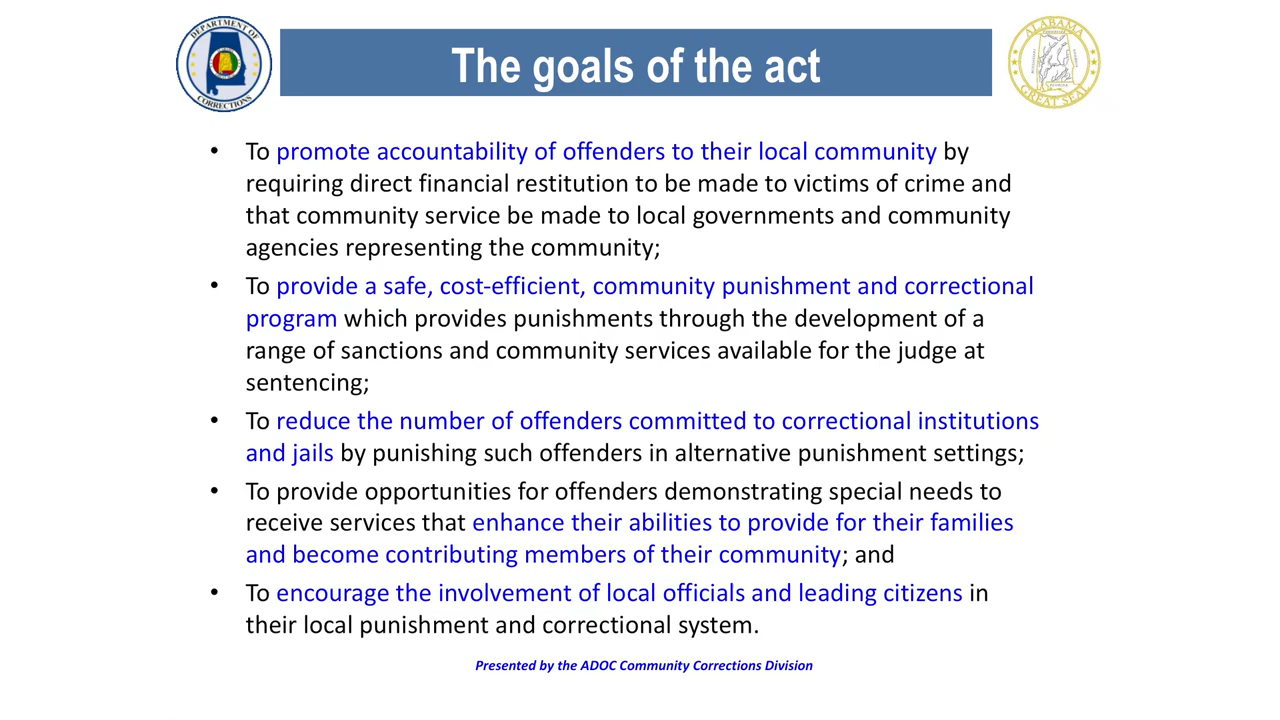 DEPARTMENT OF
CORRECTIONS
The goals of the act
ALABAMA
GREAT SEAL
• To promote accountability of offenders to their local community by
requiring direct financial restitution to be made to victims of crime and
that community service be made to local governments and community
agencies representing the community;
• To provide a safe, cost-efficient, community punishment and correctional
program which provides punishments through the development of a
range of sanctions and community services available for the judge at
sentencing;
• To reduce the number of offenders committed to correctional institutions
and jails by punishing such offenders in alternative punishment settings;
• To provide opportunities for offenders demonstrating special needs to
receive services that enhance their abilities to provide for their families
and become contributing members of their community; and
• To encourage the involvement of local officials and leading citizens in
their local punishment and correctional system.
Presented by the ADOC Community Corrections Division